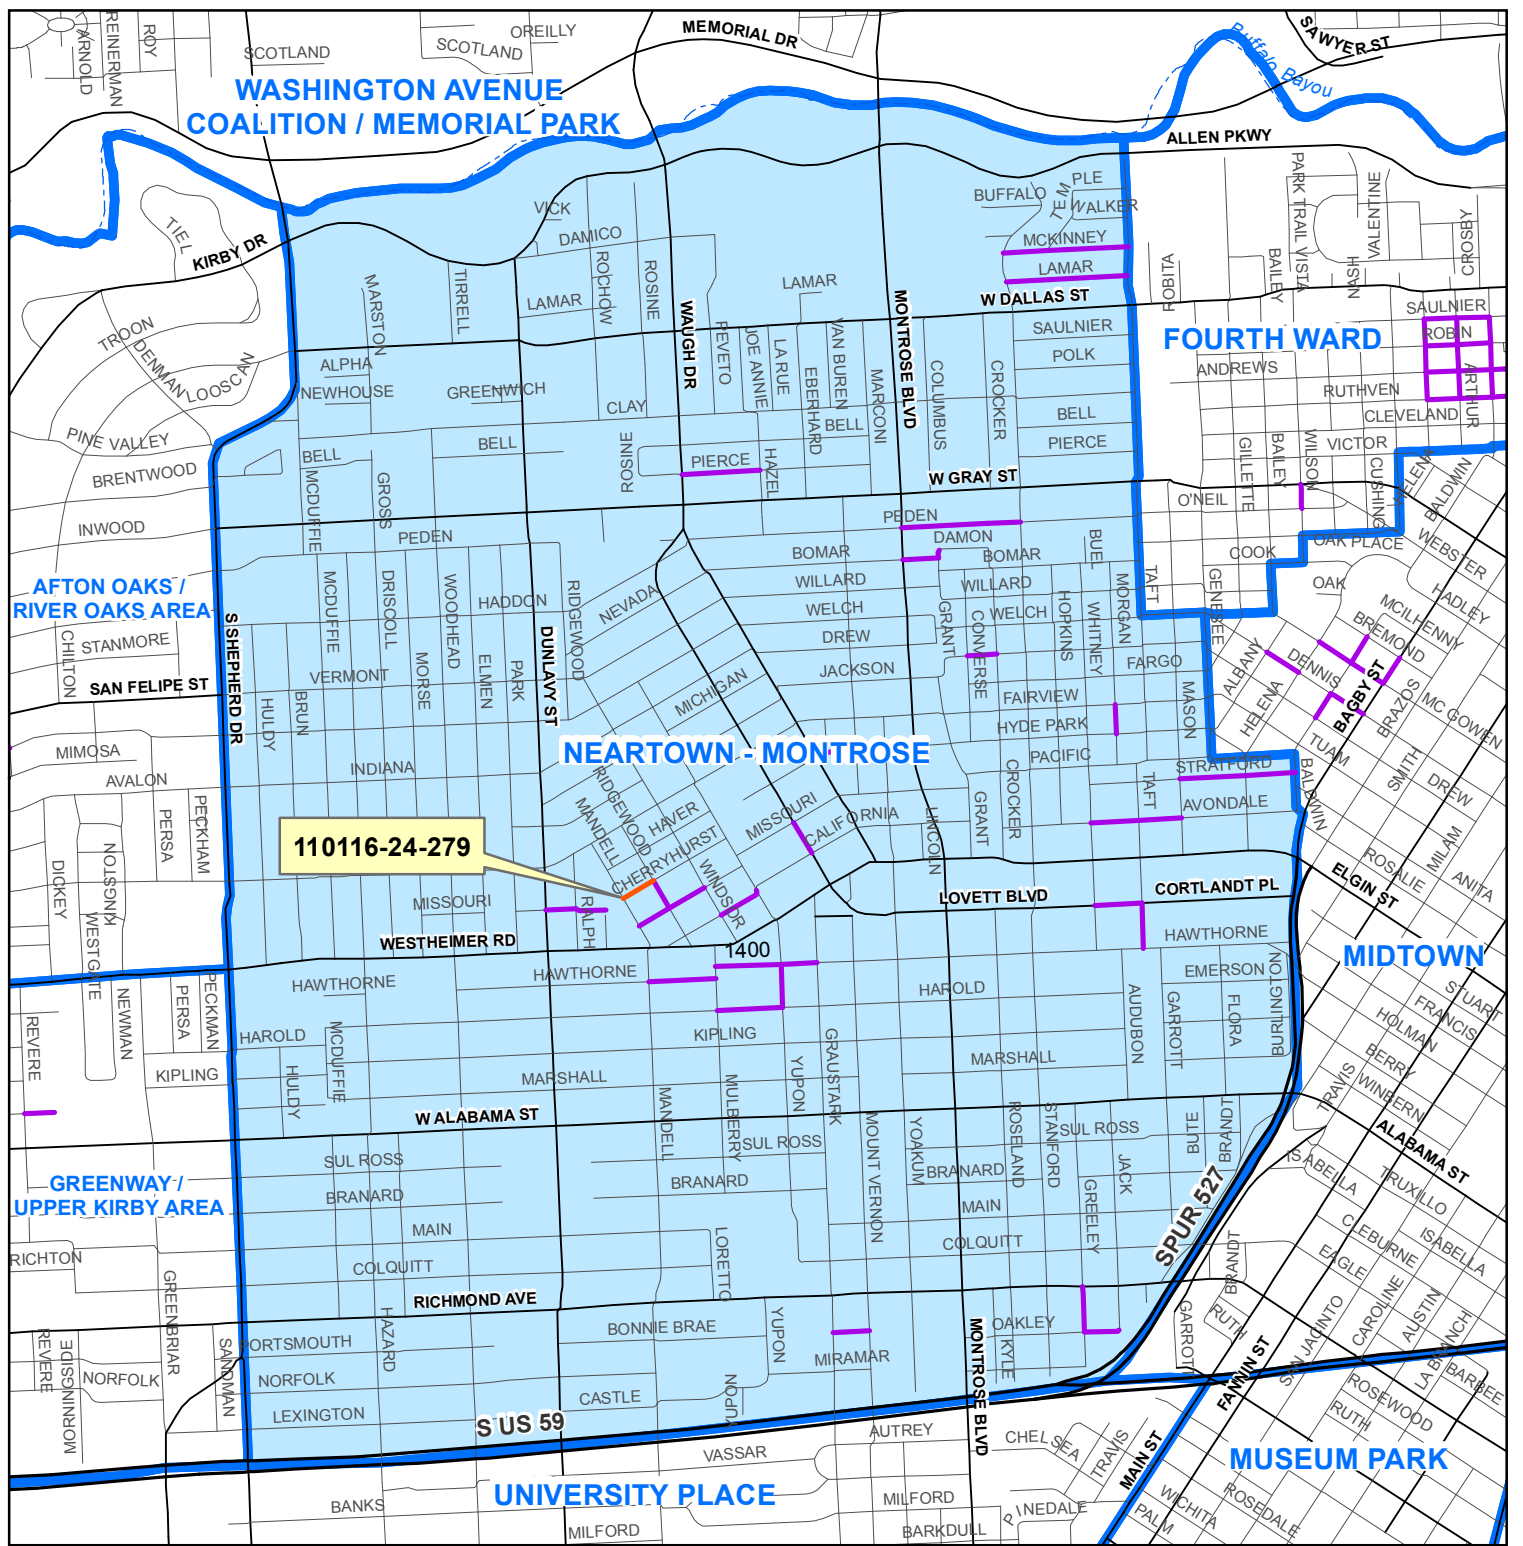 SCOTLAND
SCOTLAND
OREILLY
MEMORIAL DR
SAWYER ST
ARNOLD
REINERMAN
ROY
Buffalo Bayou
WASHINGTON AVENUE
COALITION / MEMORIAL PARK
ALLEN PKWY
TIEL
KIRBY DR
VICK
DAMICO
BUFFALO
TEM
PLE
WALKER
MCKINNEY
LAMAR
W DALLAS ST
PARK TRAIL VISTA
VALENTINE
CROSBY
NASH
BAILEY
ROBITA
MARSTON
TIRRELL
ROCHOW
ROSINE
LAMAR
LAMAR
TROON
DENMAN
LOOSCAN
ALPHA
NEWHOUSE
GREENWICH
CLAY
WAUGH DR
PEVETO
JOE ANNIE
LA RUE
EBERHARD
VAN BUREN
MARCONI
MONTROSE BLVD
COLUMBUS
CROCKER
SAULNIER
POLK
FOURTH WARD
SAULNIER
ROBIN
ARTHUR
ANDREWS
RUTHVEN
CLEVELAND
VICTOR
PINE VALLEY
BRENTWOOD
BELL
BELL
BELL
BELL
PIERCE
PIERCE
ROSINE
HAZEL
MCDUFFIE
GROSS
W GRAY ST
GILLETTE
BAILEY
WILSON
CUSHING
HELENA
BALDWIN
O'NEIL
INWOOD
PEDEN
PEDEN
DAMON
BOMAR
BOMAR
BUEL
COOK
OAK PLACE
WEBSTER
AFTON OAKS /
RIVER OAKS AREA
WILLARD
WILLARD
WELCH
WELCH
DREW
JACKSON
NEVADA
HADDON
RIDGEWOOD
MCDUFFIE
DRISCOLL
WOODHEAD
GRANT
CONVERSE
HOPKINS
WHITNEY
MORGAN
TAFT
GENESEE
OAK
HADLEY
MCILHENNY
BREMOND
CHILTON
STANMORE
S SHEPHERD DR
SAN FELIPE ST
VERMONT
MORSE
ELMEN
PARK
DUNLAVY ST
MICHIGAN
FARGO
FAIRVIEW
HYDE PARK
PACIFIC
MASON
ALBANY
HELENA
DENNIS
BAGBY ST
BRAZOS
MC GOWEN
HULDY
BRUN
MIMOSA
AVALON
INDIANA
NEARTOWN - MONTROSE
STRATFORD
TUAM
SMITH
DREW
PERSA
PECKHAM
RIDGEWOOD
MANDELL
HAVER
CHERRYHURST
MISSOURI
CALIFORNIA
WINDSOR
LINCOLN
GRANT
CROCKER
TAFT
AVONDALE
BALDWIN
MILAM
ROSALIE
ANITA
ELGIN ST
110116-24-279
DICKEY
KINGSTON
WESTGATE
MISSOURI
RALPH
LOVETT BLVD
CORTLANDT PL
WESTHEIMER RD
1400
HAWTHORNE
HAWTHORNE
HAWTHORNE
EMERSON
MIDTOWN
REVERE
NEWMAN
PERSA
PECKMAN
HAROLD
HAROLD
MCDUFFIE
KIPLING
KIPLING
HULDY
MARSHALL
MARSHALL
AUDUBON
GARROTT
FLORA
BURLINGTON
STUART
FRANCIS
HOLMAN
BERRY
WINBERN
TRAVIS
W ALABAMA ST
MANDELL
MULBERRY
YUPON
GRAUSTARK
MOUNT VERNON
YOAKUM
ROSELAND
STANFORD
SUL ROSS
SUL ROSS
SUL ROSS
JACK
BUTE
BRANDT
ALABAMA ST
GREENWAY /
UPPER KIRBY AREA
BRANARD
BRANARD
BRANARD
MAIN
MAIN
COLQUITT
COLQUITT
GREELEY
SPUR 527
ISABELLA
TRUXILLO
CLEBURNE
ISABELLA
EAGLE
RICHTON
GREENBRIAR
LORETTO
RICHMOND AVE
BRANDT
RUTH
SAN JACINTO
CAROLINE
AUSTIN
LA BRANCH
BARBEE
REVERE
MORNINGSIDE
NORFOLK
SANDMAN
PORTSMOUTH
NORFOLK
LEXINGTON
HAZARD
BONNIE BRAE
YUPON
MIRAMAR
CASTLE
YUPON
MONTROSE BLVD
OAKLEY
KYLE
GARROTT
FANNIN ST
ROSEWOOD
RUTH
S US 59
AUTREY
VASSAR
CHELSEA
TRAVIS
MAIN ST
MUSEUM PARK
UNIVERSITY PLACE
BANKS
MILFORD
MILFORD
BARKDULL
PINEDALE
WICHITA
PALM
ROSEDALE